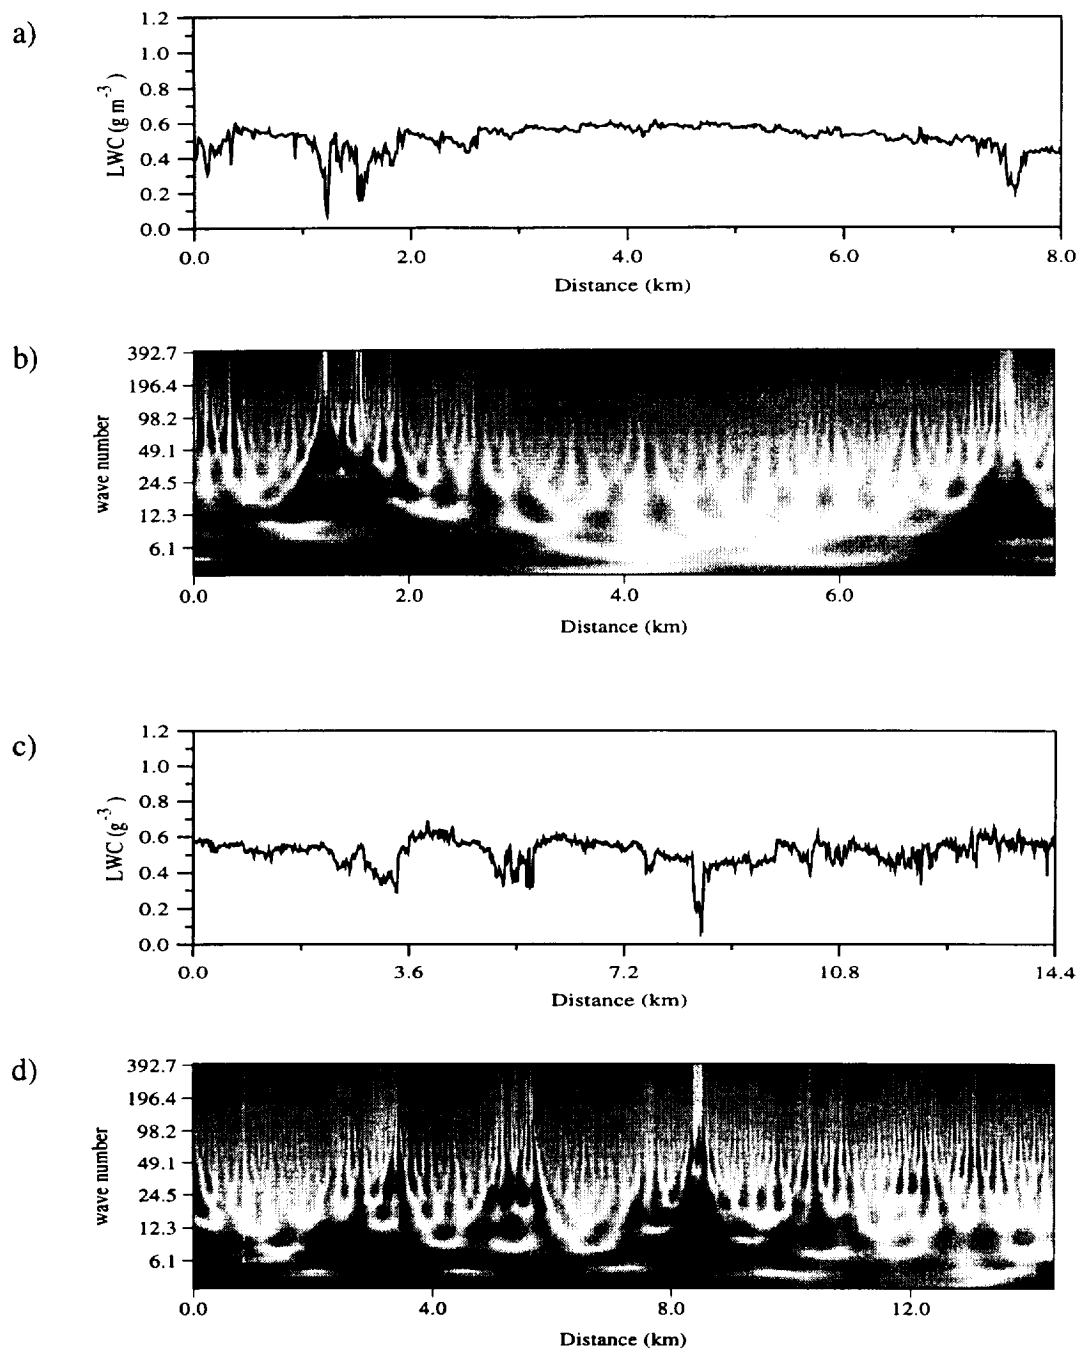 a)
1.2
1.0
0.8
0.6
0.4
0.2
0.0
LWC (g m⁻³ )
0.0 2.0 4.0 6.0 8.0
Distance (km)
b)
392.7
196.4
98.2
49.1
24.5
12.3
6.1
wave number
0.0 2.0 4.0 6.0
Distance (km)
c)
1.2
1.0
0.8
0.6
0.4
0.2
0.0
LWC (g⁻³ )
0.0 3.6 7.2 10.8 14.4
Distance (km)
d)
392.7
196.4
98.2
49.1
24.5
12.3
6.1
wave number
0.0 4.0 8.0 12.0
Distance (km)